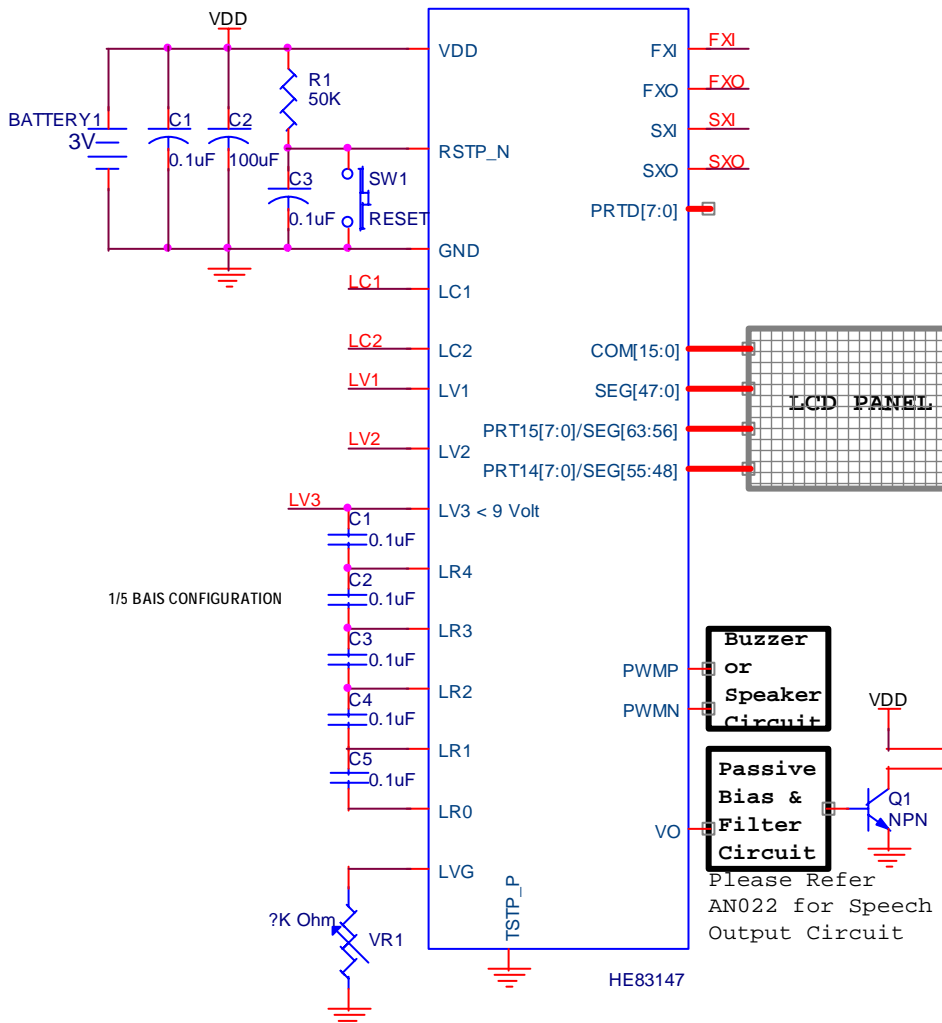 VDD
BATTERY1
3V
C1
0.1uF
C2
100uF
R1
50K
C3
0.1uF
SW1
RESET
VDD
RSTP_N
GND
LC1
LC1
LC2
LC2
LV1
LV1
LV2
LV2
LV3
LV3 < 9 Volt
C1
0.1uF
LR4
C2
0.1uF
LR3
1/5 BAIS CONFIGURATION
C3
0.1uF
LR2
C4
0.1uF
LR1
C5
0.1uF
LR0
LVG
?K Ohm
VR1
TSTP_P
HE83147
FXI
FXI
FXO
FXO
SXI
SXI
SXO
SXO
PRTD[7:0]
COM[15:0]
SEG[47:0]
PRT15[7:0]/SEG[63:56]
PRT14[7:0]/SEG[55:48]
LCD PANEL
PWMP
PWMN
Buzzer
or
Speaker
Circuit
VO
Passive
Bias &
Filter
Circuit
VDD
Q1
NPN
Please Refer
AN022 for Speech
Output Circuit